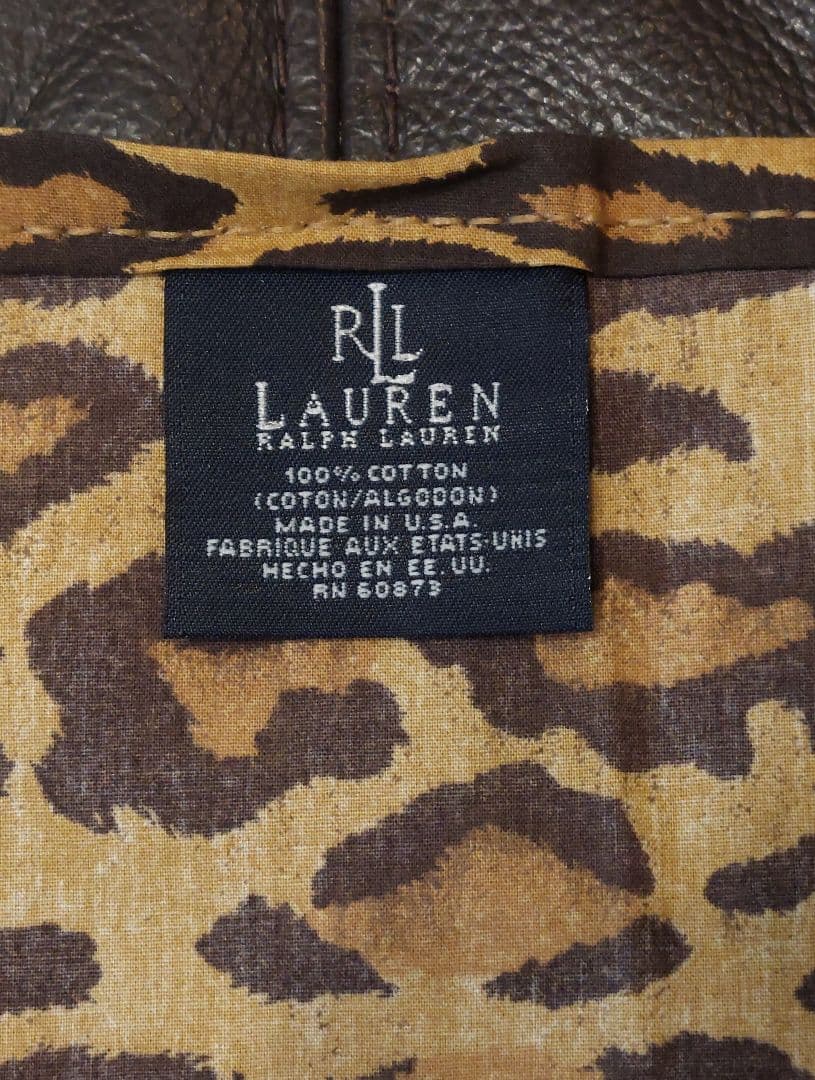 RLL
LAUREN
RALPH LAUREN
100% COTTON
(COTON/ALGODON)
MADE IN U.S.A.
FABRIQUE AUX ETATS-UNIS
HECHO EN EE.UU.
RN 60873